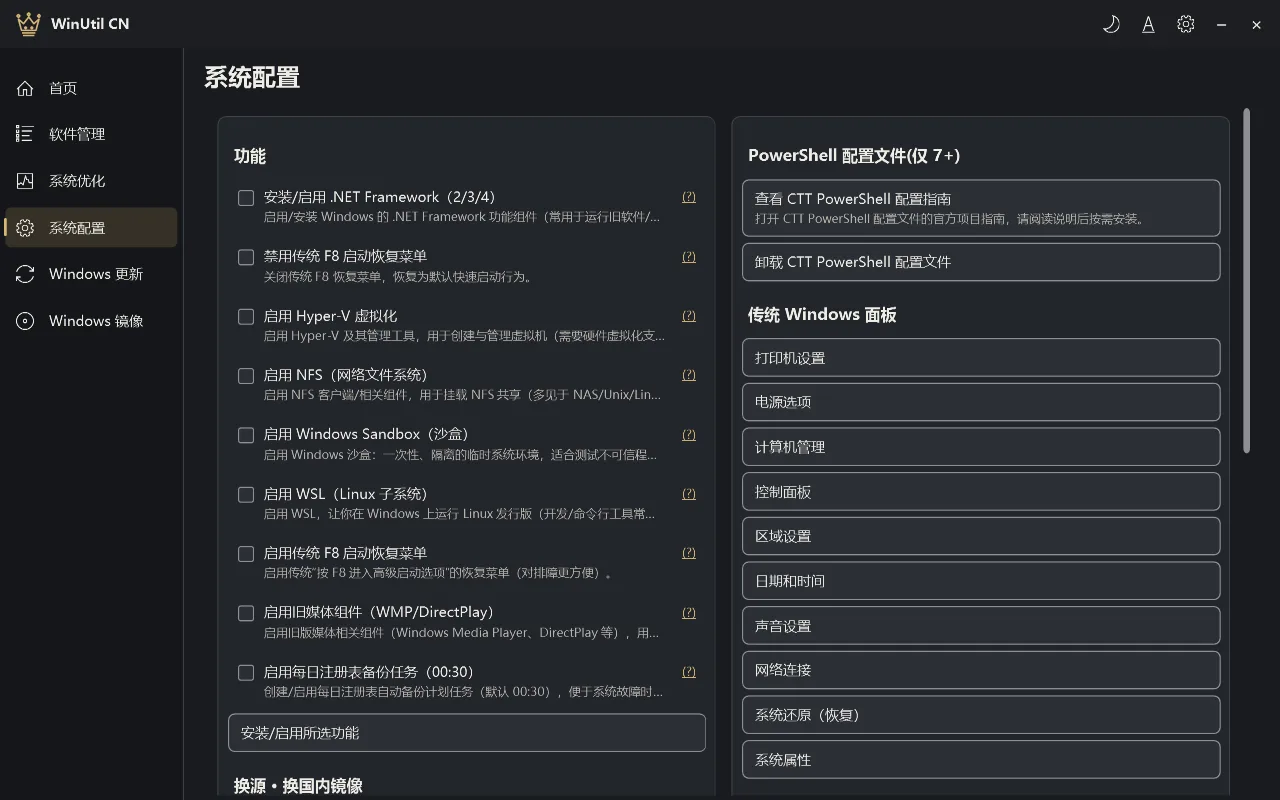 WinUtil CN
首页
软件管理
系统优化
系统配置
Windows 更新
Windows 镜像
系统配置
功能
安装/启用 .NET Framework（2/3/4） (?)
启用/安装 Windows 的 .NET Framework 功能组件（常用于运行旧软件/...
禁用传统 F8 启动恢复菜单 (?)
关闭传统 F8 恢复菜单，恢复为默认快速启动行为。
启用 Hyper-V 虚拟化 (?)
启用 Hyper-V 及其管理工具，用于创建与管理虚拟机（需要硬件虚拟化支...
启用 NFS（网络文件系统） (?)
启用 NFS 客户端/相关组件，用于挂载 NFS 共享（多见于 NAS/Unix/Lin...
启用 Windows Sandbox（沙盒） (?)
启用 Windows 沙盒：一次性、隔离的临时系统环境，适合测试不可信程...
启用 WSL（Linux 子系统） (?)
启用 WSL，让你在 Windows 上运行 Linux 发行版（开发/命令行工具常...
启用传统 F8 启动恢复菜单 (?)
启用传统“按 F8 进入高级启动选项”的恢复菜单（对排障更方便）。
启用旧媒体组件（WMP/DirectPlay） (?)
启用旧版媒体相关组件（Windows Media Player、DirectPlay 等），用...
启用每日注册表备份任务（00:30） (?)
创建/启用每日注册表自动备份计划任务（默认 00:30），便于系统故障时...
安装/启用所选功能
换源・换国内镜像
PowerShell 配置文件(仅 7+)
查看 CTT PowerShell 配置指南
打开 CTT PowerShell 配置文件的官方项目指南，请阅读说明后按需安装。
卸载 CTT PowerShell 配置文件
传统 Windows 面板
打印机设置
电源选项
计算机管理
控制面板
区域设置
日期和时间
声音设置
网络连接
系统还原（恢复）
系统属性